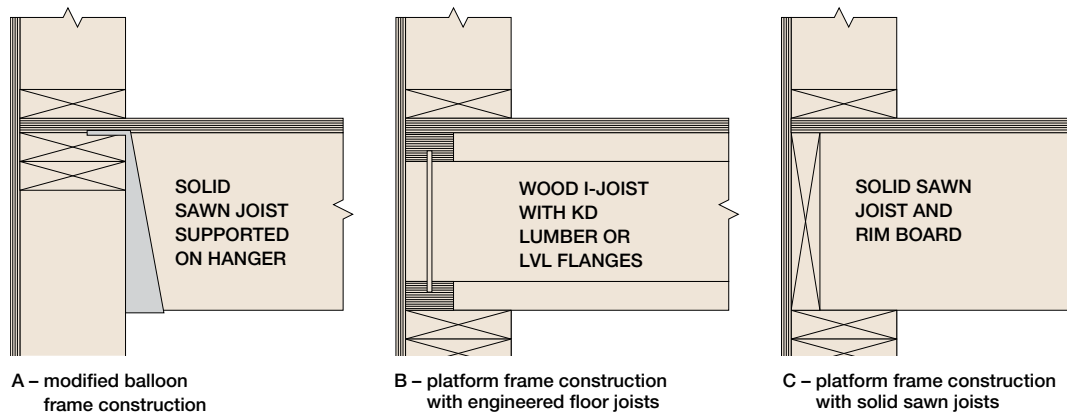 SOLID
SAWN JOIST
SUPPORTED
ON HANGER
WOOD I-JOIST
WITH KD
LUMBER OR
LVL FLANGES
SOLID SAWN
JOIST AND
RIM BOARD
A – modified balloon
frame construction
B – platform frame construction
with engineered floor joists
C – platform frame construction
with solid sawn joists